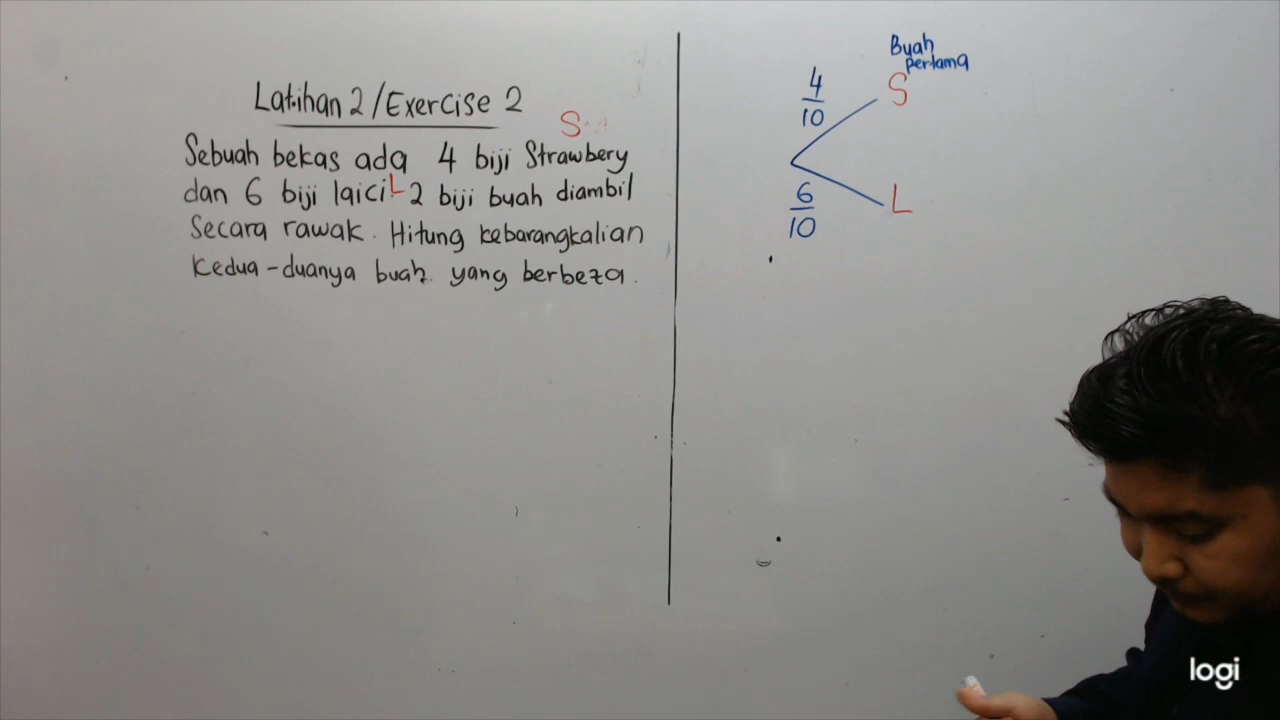 Latihan 2 / Exercise 2
S
Sebuah bekas ada 4 biji Strawbery
dan 6 biji laici L 2 biji buah diambil
Secara rawak. Hitung kebarangkalian
kedua-duanya buah yang berbeza.
Buah
pertama
4/10
S
6/10
L
logi